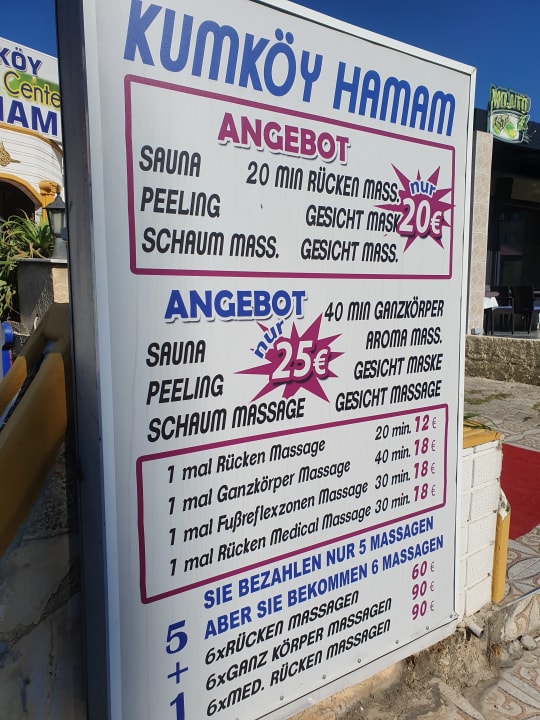 KÖY
Cente
HAM
KUMKÖY HAMAM
ANGEBOT
SAUNA 20 MIN RÜCKEN MASS.
PEELING GESICHT MASK
nur 20€
SCHAUM MASS. GESICHT MASS.
ANGEBOT 40 MIN GANZKÖRPER
SAUNA AROMA MASS.
nur 25€
PEELING GESICHT MASKE
SCHAUM MASSAGE GESICHT MASSAGE
1 mal Rücken Massage 20 min. 12 €
1 mal Ganzkörper Massage 40 min. 18 €
1 mal Fußreflexzonen Massage 30 min. 18 €
1 mal Rücken Medical Massage 30 min. 18 €
SIE BEZAHLEN NUR 5 MASSAGEN
ABER SIE BEKOMMEN 6 MASSAGEN
5 + 1
6xRÜCKEN MASSAGEN 60 €
6xGANZ KÖRPER MASSAGEN 90 €
6xMED. RÜCKEN MASSAGEN 90 €